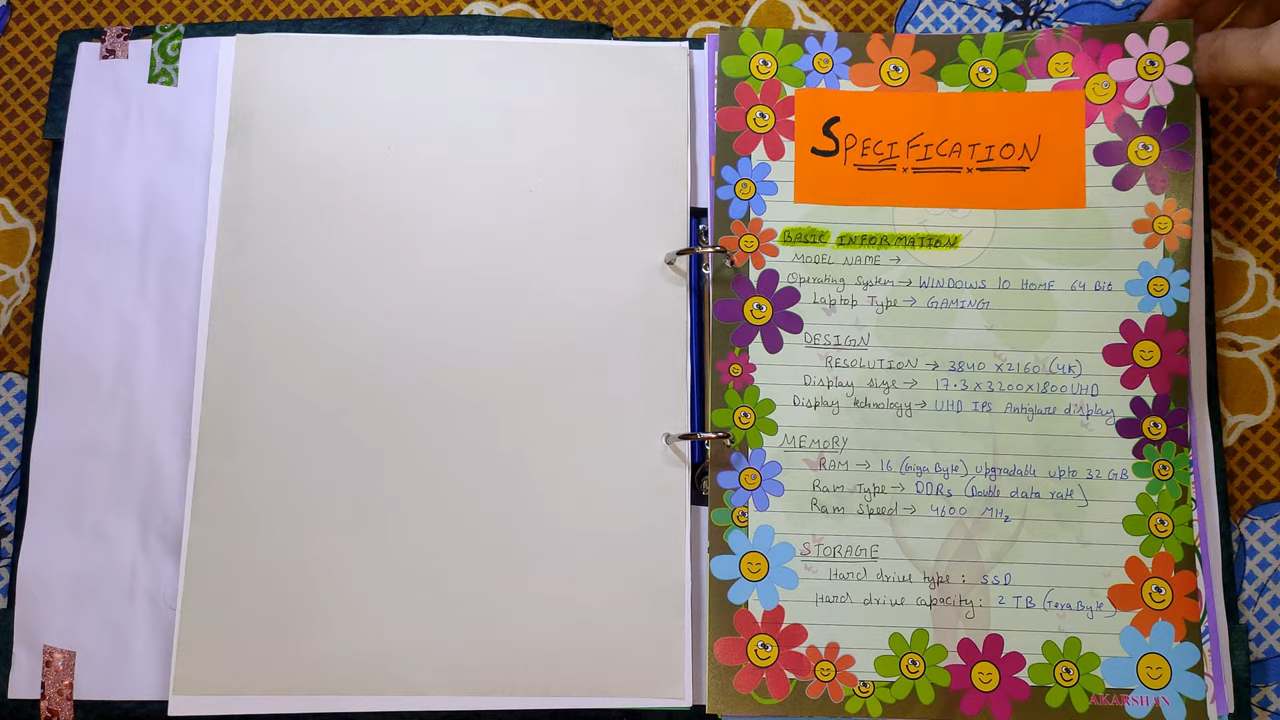 SPECIFICATION
BASIC INFORMATION
MODEL NAME →
Operating System → WINDOWS 10 HOME 64 Bit
Laptop Type → GAMING
DESIGN
RESOLUTION → 3840 x 2160 (4K)
Display size → 17.3 x 3200 x 1800 UHD
Display technology → UHD IPS Antiglare display
MEMORY
RAM → 16 (Giga Byte) upgradable upto 32 GB
Ram Type → DDR5 (Double data rate)
Ram Speed → 4600 MHz
STORAGE
Hard drive type : SSD
Hard drive capacity : 2 TB (Tera Byte)
AKARSHAN